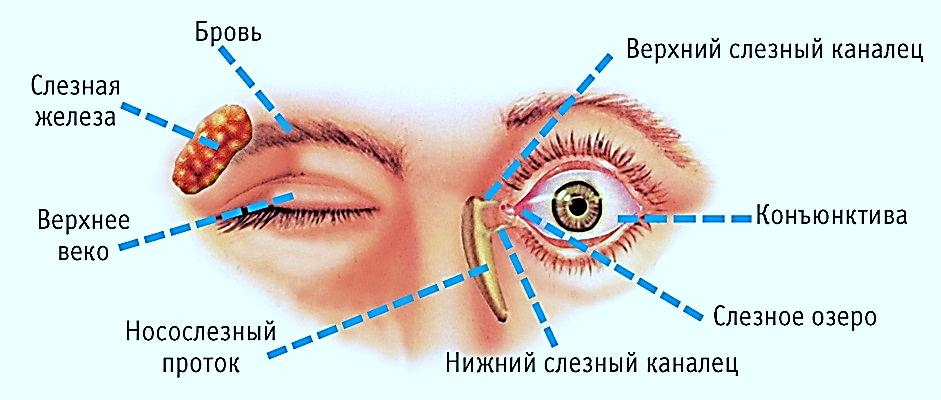 Бровь
Верхний слезный каналец
Слезная
железа
Верхнее
веко
Конъюнктива
Слезное озеро
Носослезный
проток
Нижний слезный каналец